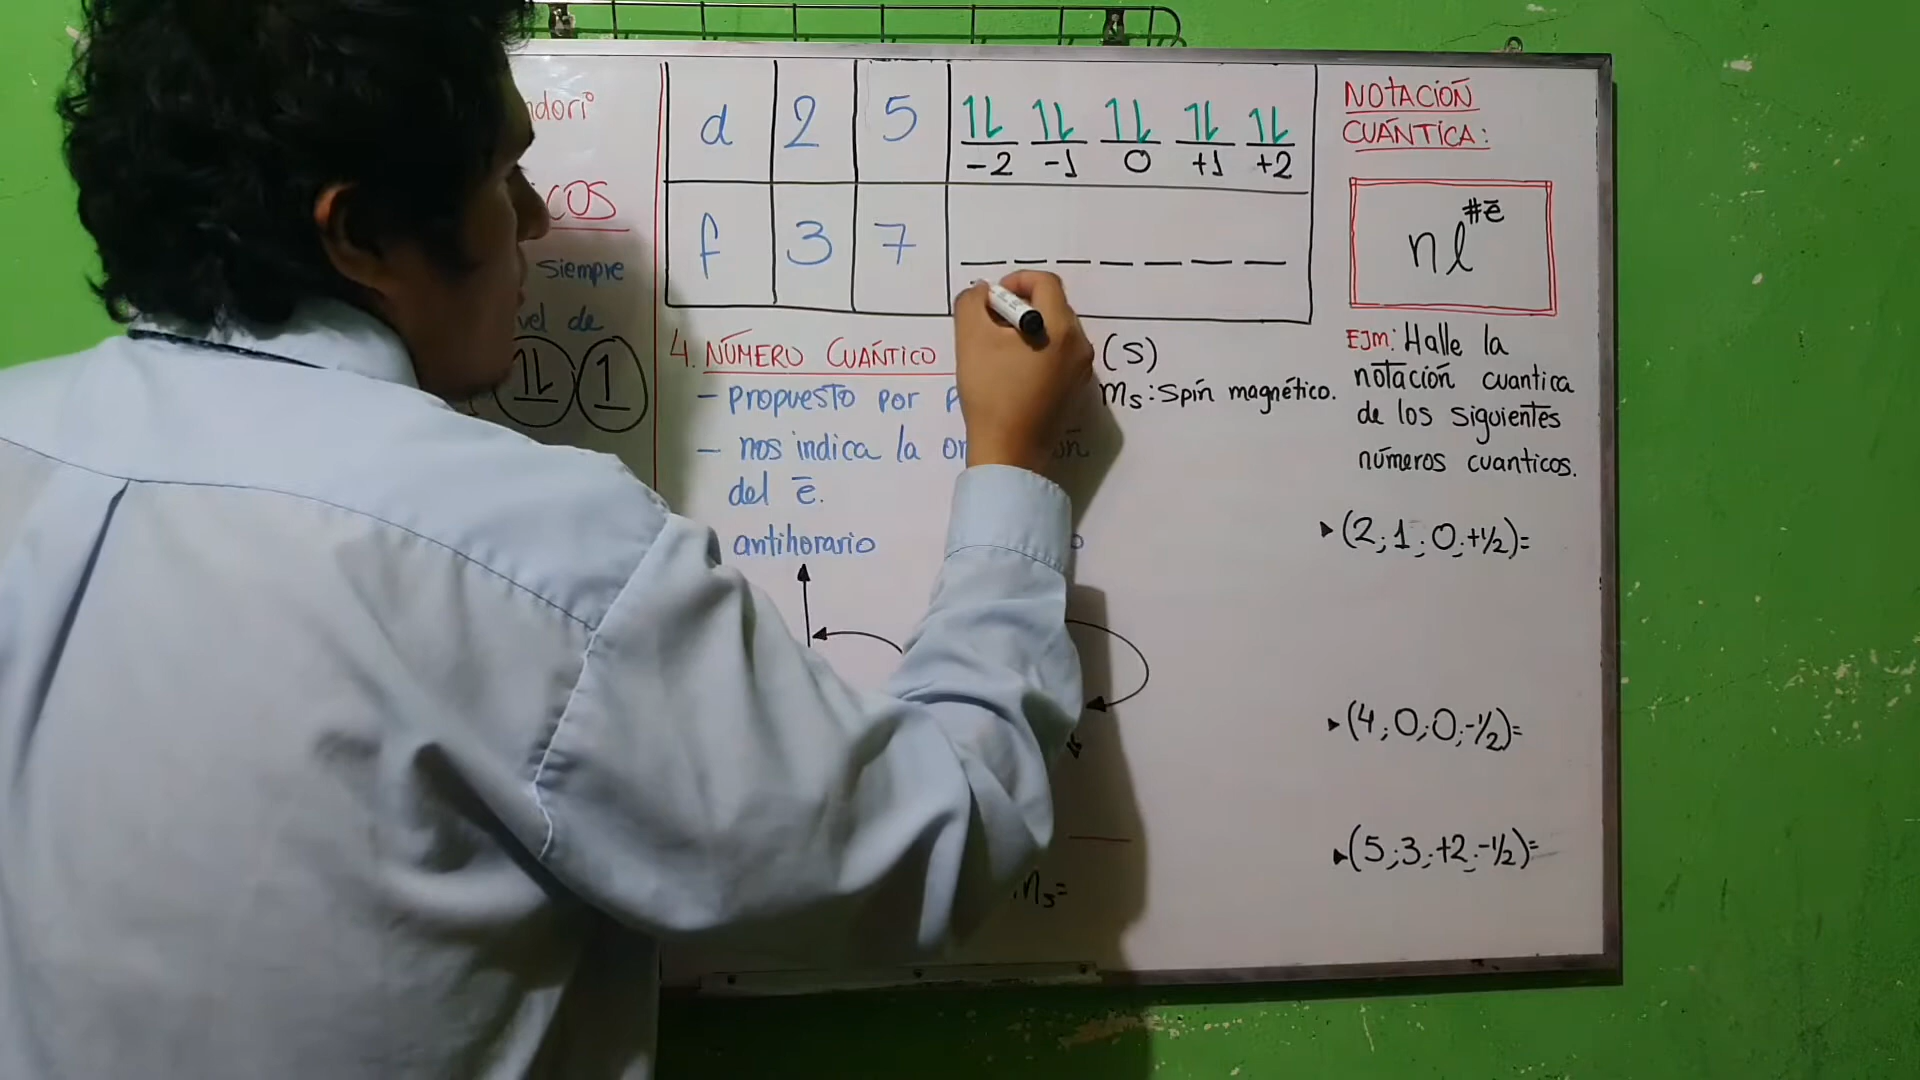 COS
siempre
de
1
d 2 5 1L 1L 1L 1L 1L
-2 -1 0 +1 +2
f 3 7 _ _ _ _ _ _ _
4. NÚMERO CUÁNTICO (S)
- propuesto por
ms: Spin magnético.
- nos indica la
del ē.
antihorario
ms=
NOTACIÓN
CUÁNTICA:
nl#ē
EJM: Halle la
notación cuantica
de los siguientes
números cuanticos.
▸(2;1;0;+1/2)=
▸(4;0;0;-1/2)=
▸(5;3;+2;-1/2)=